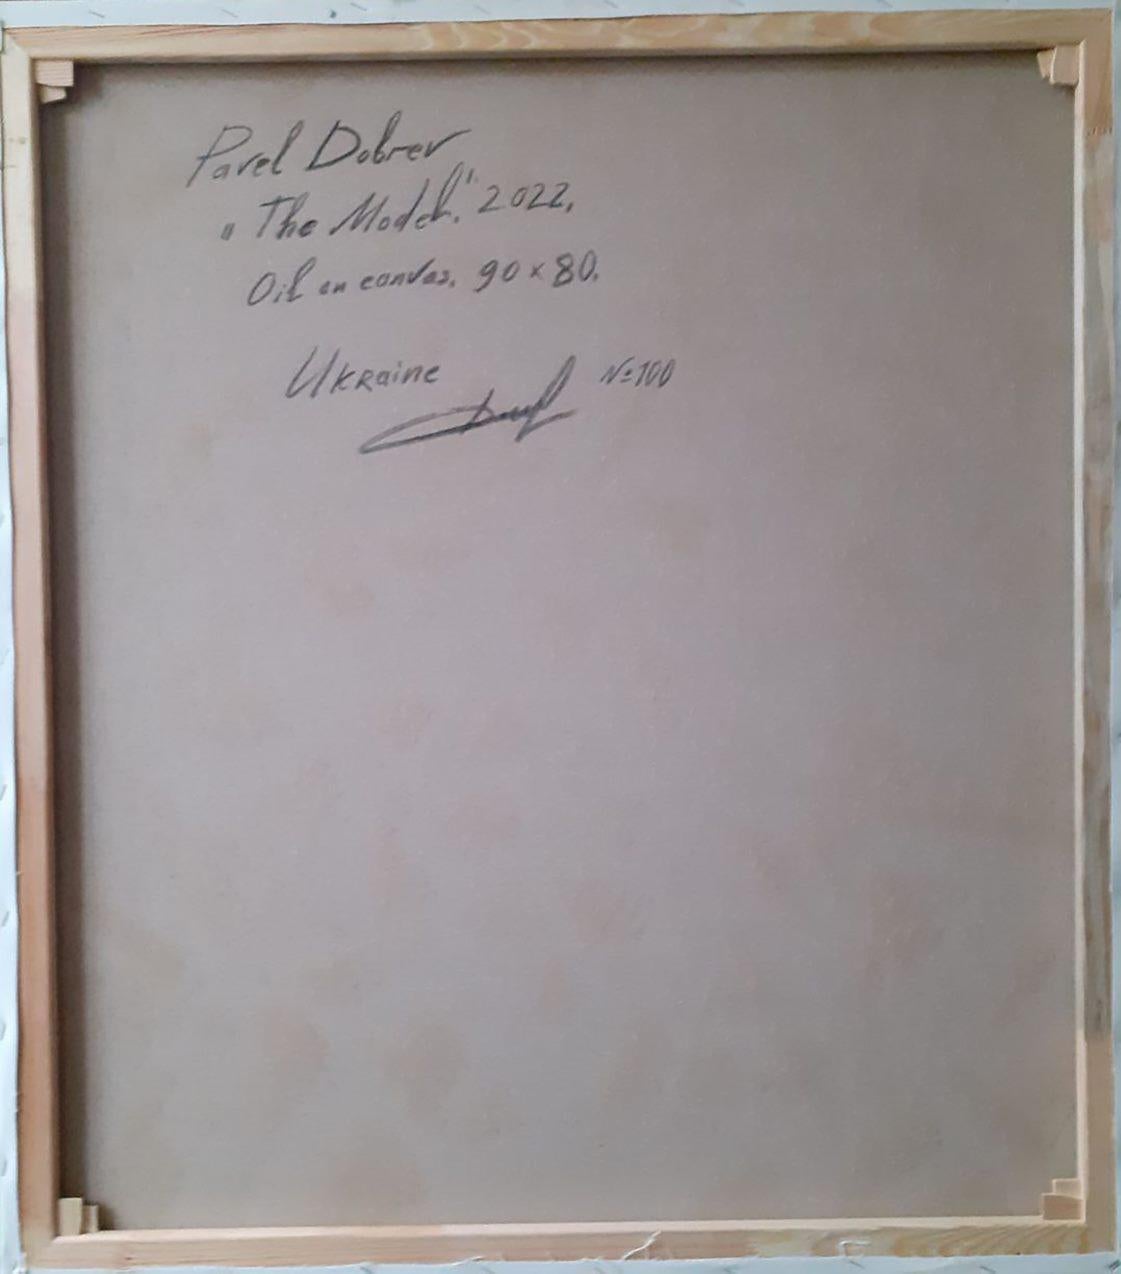 Pavel Dobrev
„The Model." 2022.
Oil on canvas. 90 x 80.
Ukraine №100